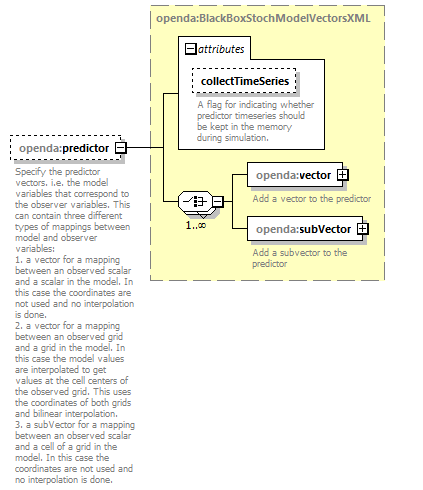 openda:BlackBoxStochModelVectorsXML
attributes
collectTimeSeries
A flag for indicating whether
predictor timeseries should
be kept in the memory
during simulation.
openda:predictor
Specify the predictor
vectors. i.e. the model
variables that correspond to
the observer variables. This
can contain three different
types of mappings between
model and observer
variables:
1. a vector for a mapping
between an observed scalar
and a scalar in the model. In
this case the coordinates are
not used and no interpolation
is done.
2. a vector for a mapping
between an observed grid
and a grid in the model. In
this case the model values
are interpolated to get
values at the cell centers of
the observed grid. This uses
the coordinates of both grids
and bilinear interpolation.
3. a subVector for a mapping
between an observed scalar
and a cell of a grid in the
model. In this case the
coordinates are not used and
no interpolation is done.
1..∞
openda:vector
Add a vector to the predictor
openda:subVector
Add a subvector to the
predictor